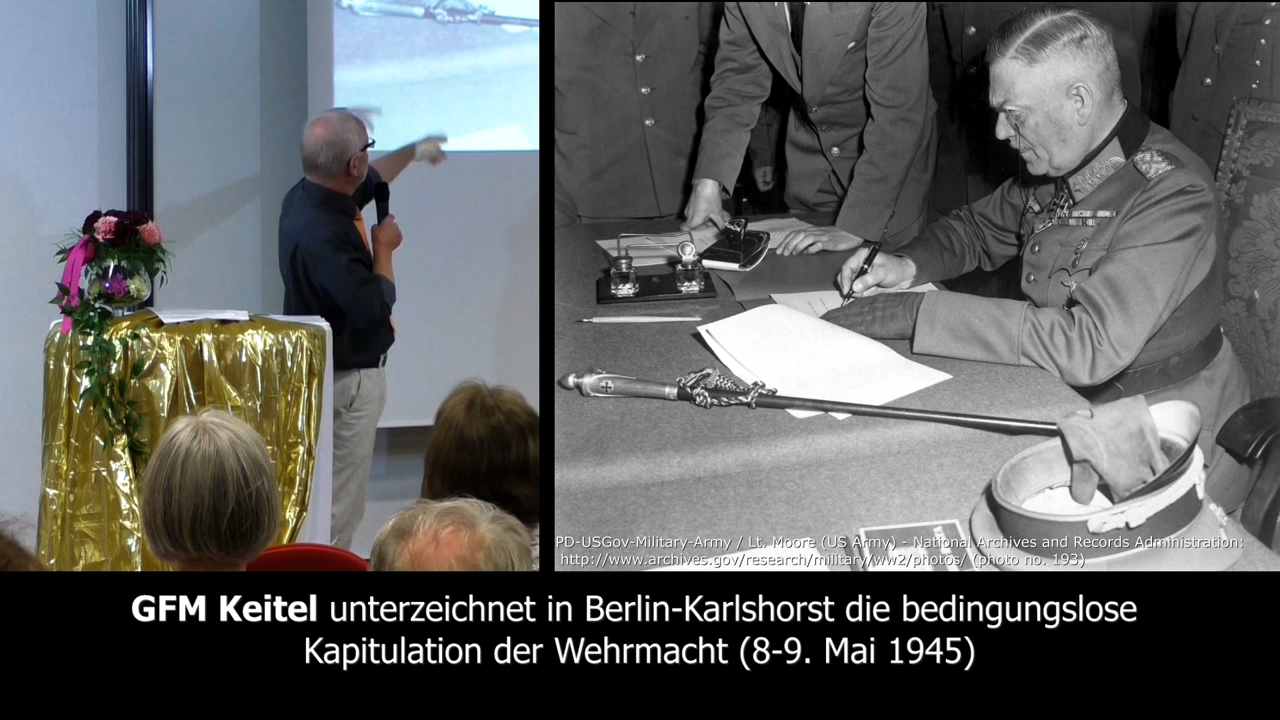 PD-USGov-Military-Army / Lt. Moore (US Army) - National Archives and Records Administration:
http://www.archives.gov/research/military/ww2/photos/ (photo no. 193)
GFM Keitel unterzeichnet in Berlin-Karlshorst die bedingungslose
Kapitulation der Wehrmacht (8-9. Mai 1945)